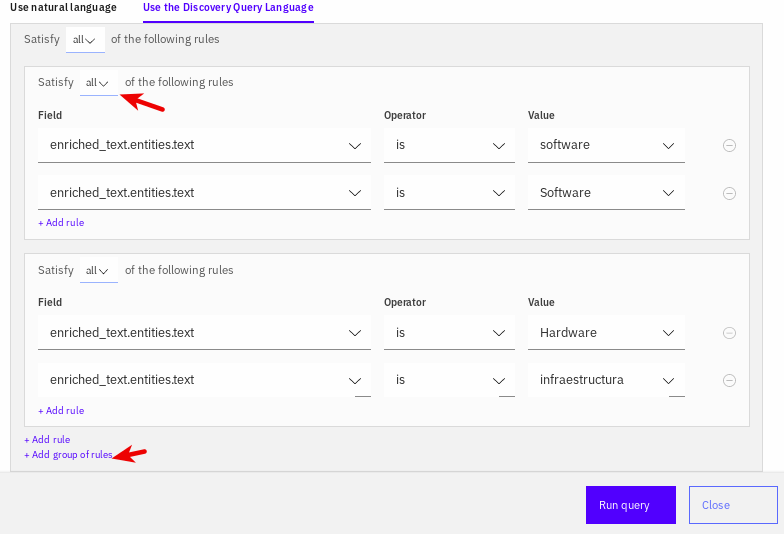 Use natural language Use the Discovery Query Language
Satisfy all of the following rules
Satisfy all of the following rules
Field Operator Value
enriched_text.entities.text is software
enriched_text.entities.text is Software
+ Add rule
Satisfy all of the following rules
Field Operator Value
enriched_text.entities.text is Hardware
enriched_text.entities.text is infraestructura
+ Add rule
+ Add rule
+ Add group of rules
Run query Close